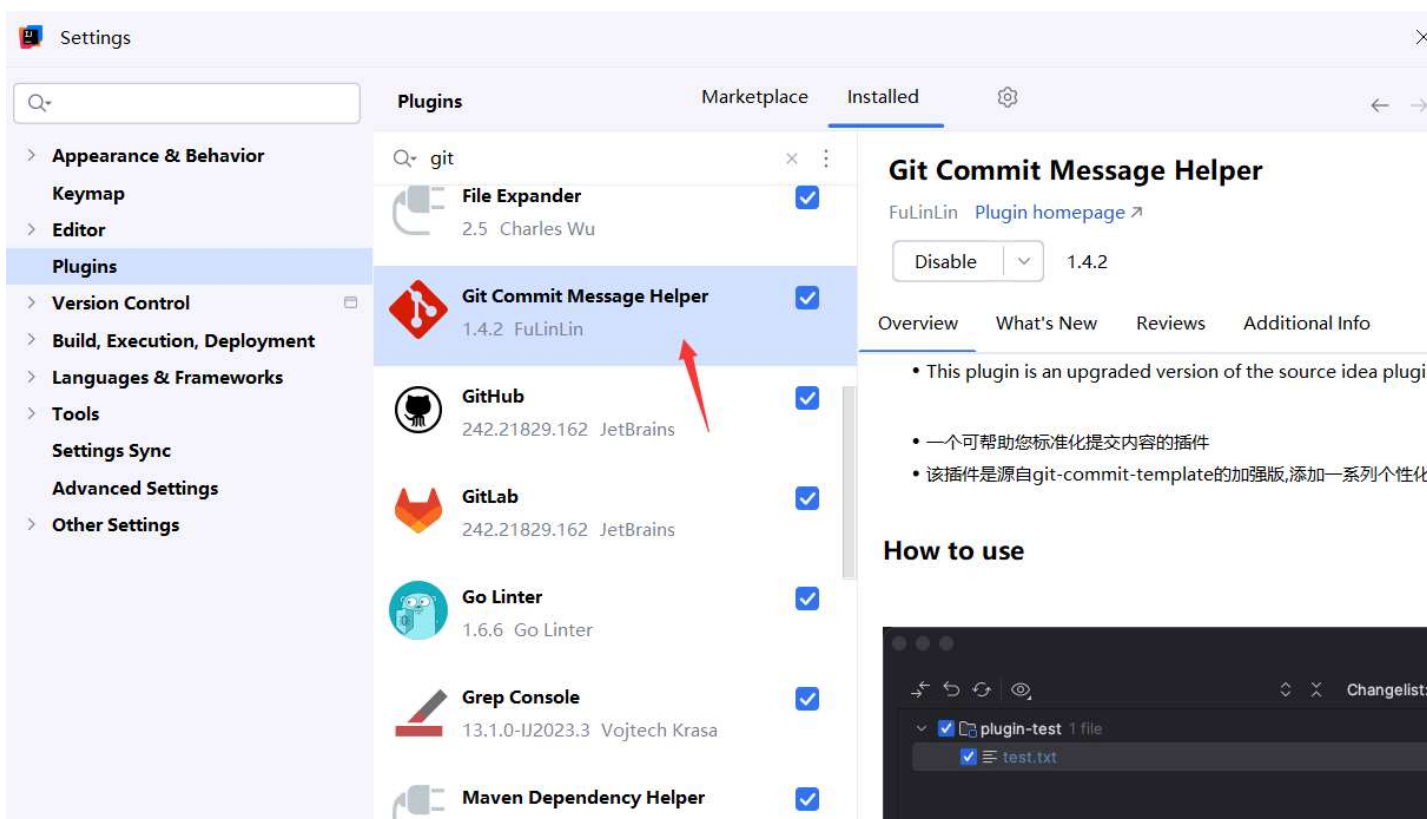 Settings
Plugins
Marketplace
Installed
Appearance & Behavior
Keymap
Editor
Plugins
Version Control
Build, Execution, Deployment
Languages & Frameworks
Tools
Settings Sync
Advanced Settings
Other Settings
git
File Expander
2.5 Charles Wu
Git Commit Message Helper
1.4.2 FuLinLin
GitHub
242.21829.162 JetBrains
GitLab
242.21829.162 JetBrains
Go Linter
1.6.6 Go Linter
Grep Console
13.1.0-IJ2023.3 Vojtech Krasa
Maven Dependency Helper
Git Commit Message Helper
FuLinLin Plugin homepage
Disable 1.4.2
Overview What's New Reviews Additional Info
• This plugin is an upgraded version of the source idea plugi
• 一个可帮助您标准化提交内容的插件
• 该插件是源自git-commit-template的加强版,添加一系列个性化
How to use
Changelist:
plugin-test 1 file
test.txt